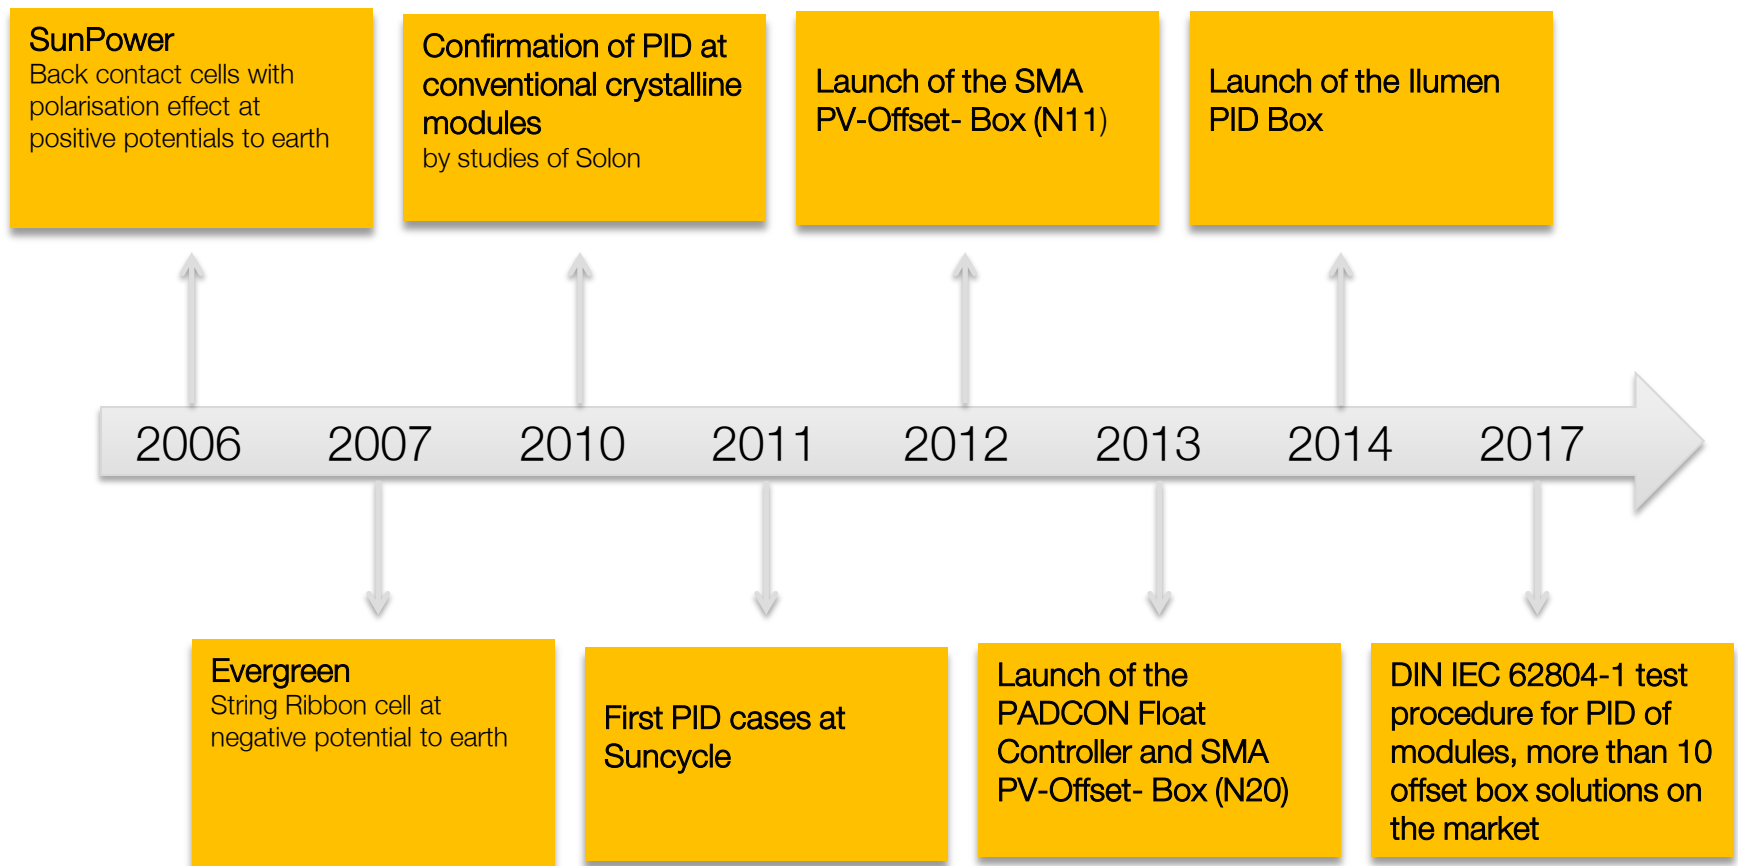 SunPower
Back contact cells with
polarisation effect at
positive potentials to earth
Confirmation of PID at
conventional crystalline
modules
by studies of Solon
Launch of the SMA
PV-Offset- Box (N11)
Launch of the Ilumen
PID Box
2006 2007 2010 2011 2012 2013 2014 2017
Evergreen
String Ribbon cell at
negative potential to earth
First PID cases at
Suncycle
Launch of the
PADCON Float
Controller and SMA
PV-Offset- Box (N20)
DIN IEC 62804-1 test
procedure for PID of
modules, more than 10
offset box solutions on
the market